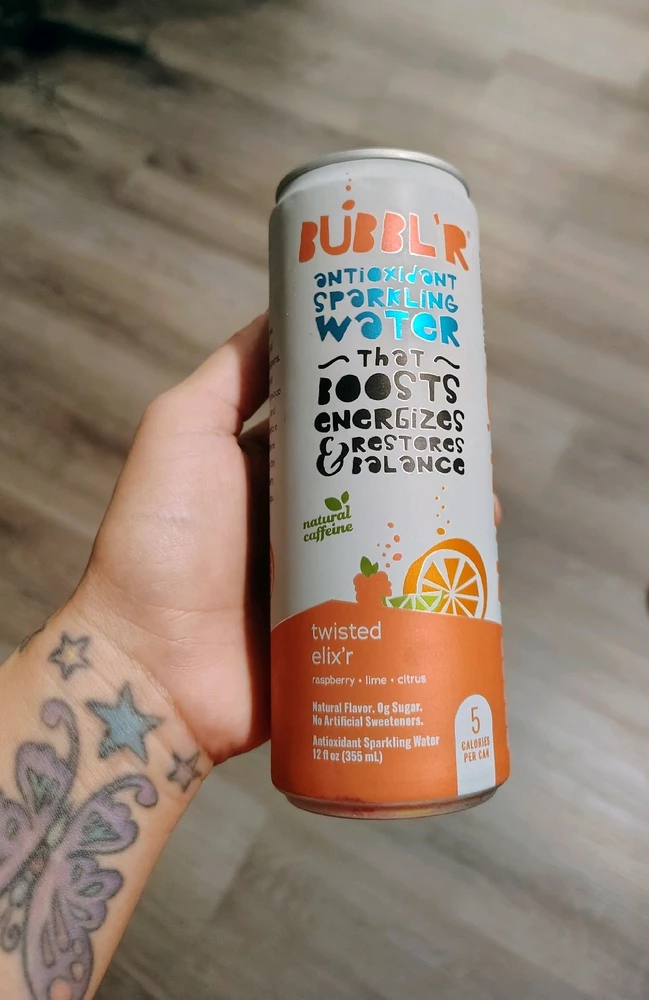 BUBBL'R®
antioxidant
sparkling
water
that
boosts
energizes
& restores
balance
natural
caffeine
twisted
elix'r
raspberry • lime • citrus
Natural Flavor. 0g Sugar.
No Artificial Sweeteners.
Antioxidant Sparkling Water
12 fl oz (355 mL)
5
CALORIES
PER CAN